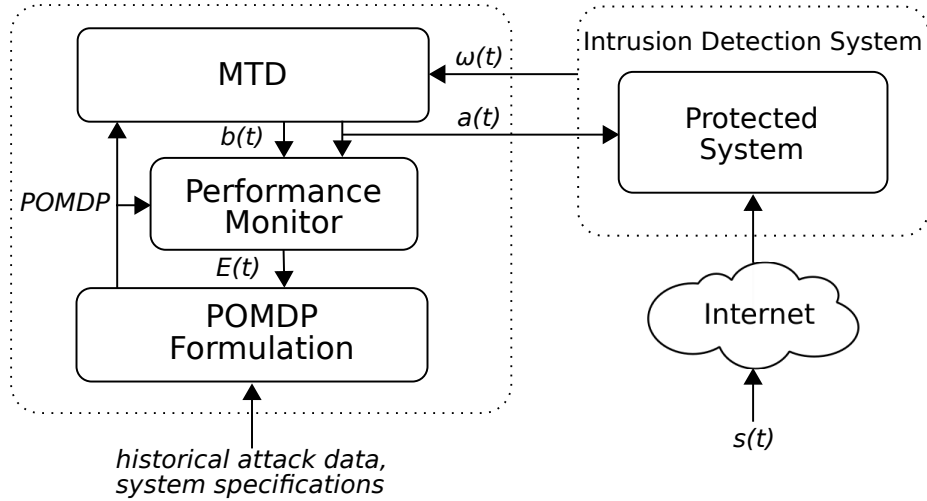 MTD
ω(t)
Intrusion Detection System
b(t)
a(t)
Protected
System
POMDP
Performance
Monitor
E(t)
POMDP
Formulation
Internet
historical attack data,
system specifications
s(t)